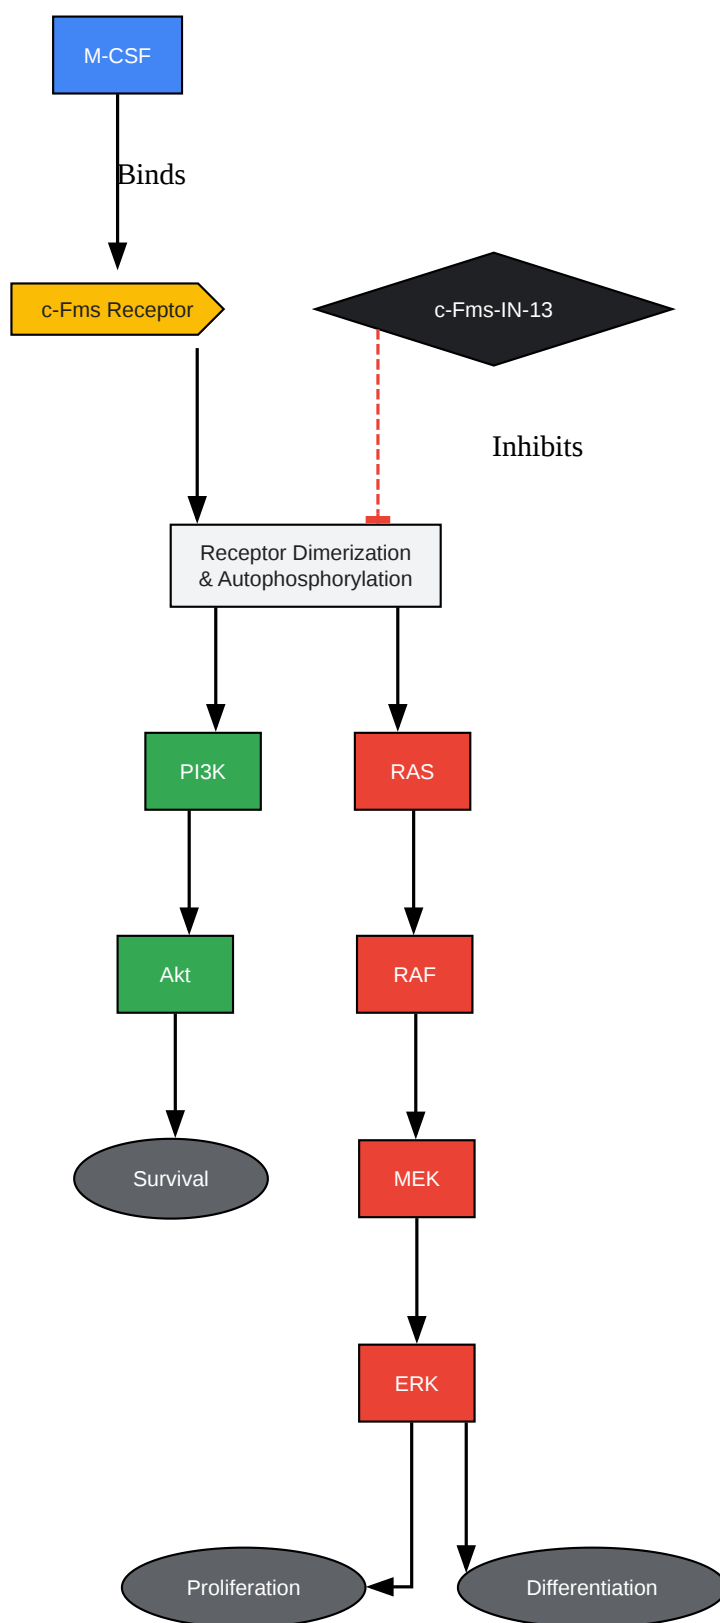 M-CSF
Binds
c-Fms Receptor
c-Fms-IN-13
Inhibits
Receptor Dimerization
& Autophosphorylation
PI3K
RAS
Akt
RAF
Survival
MEK
ERK
Proliferation
Differentiation